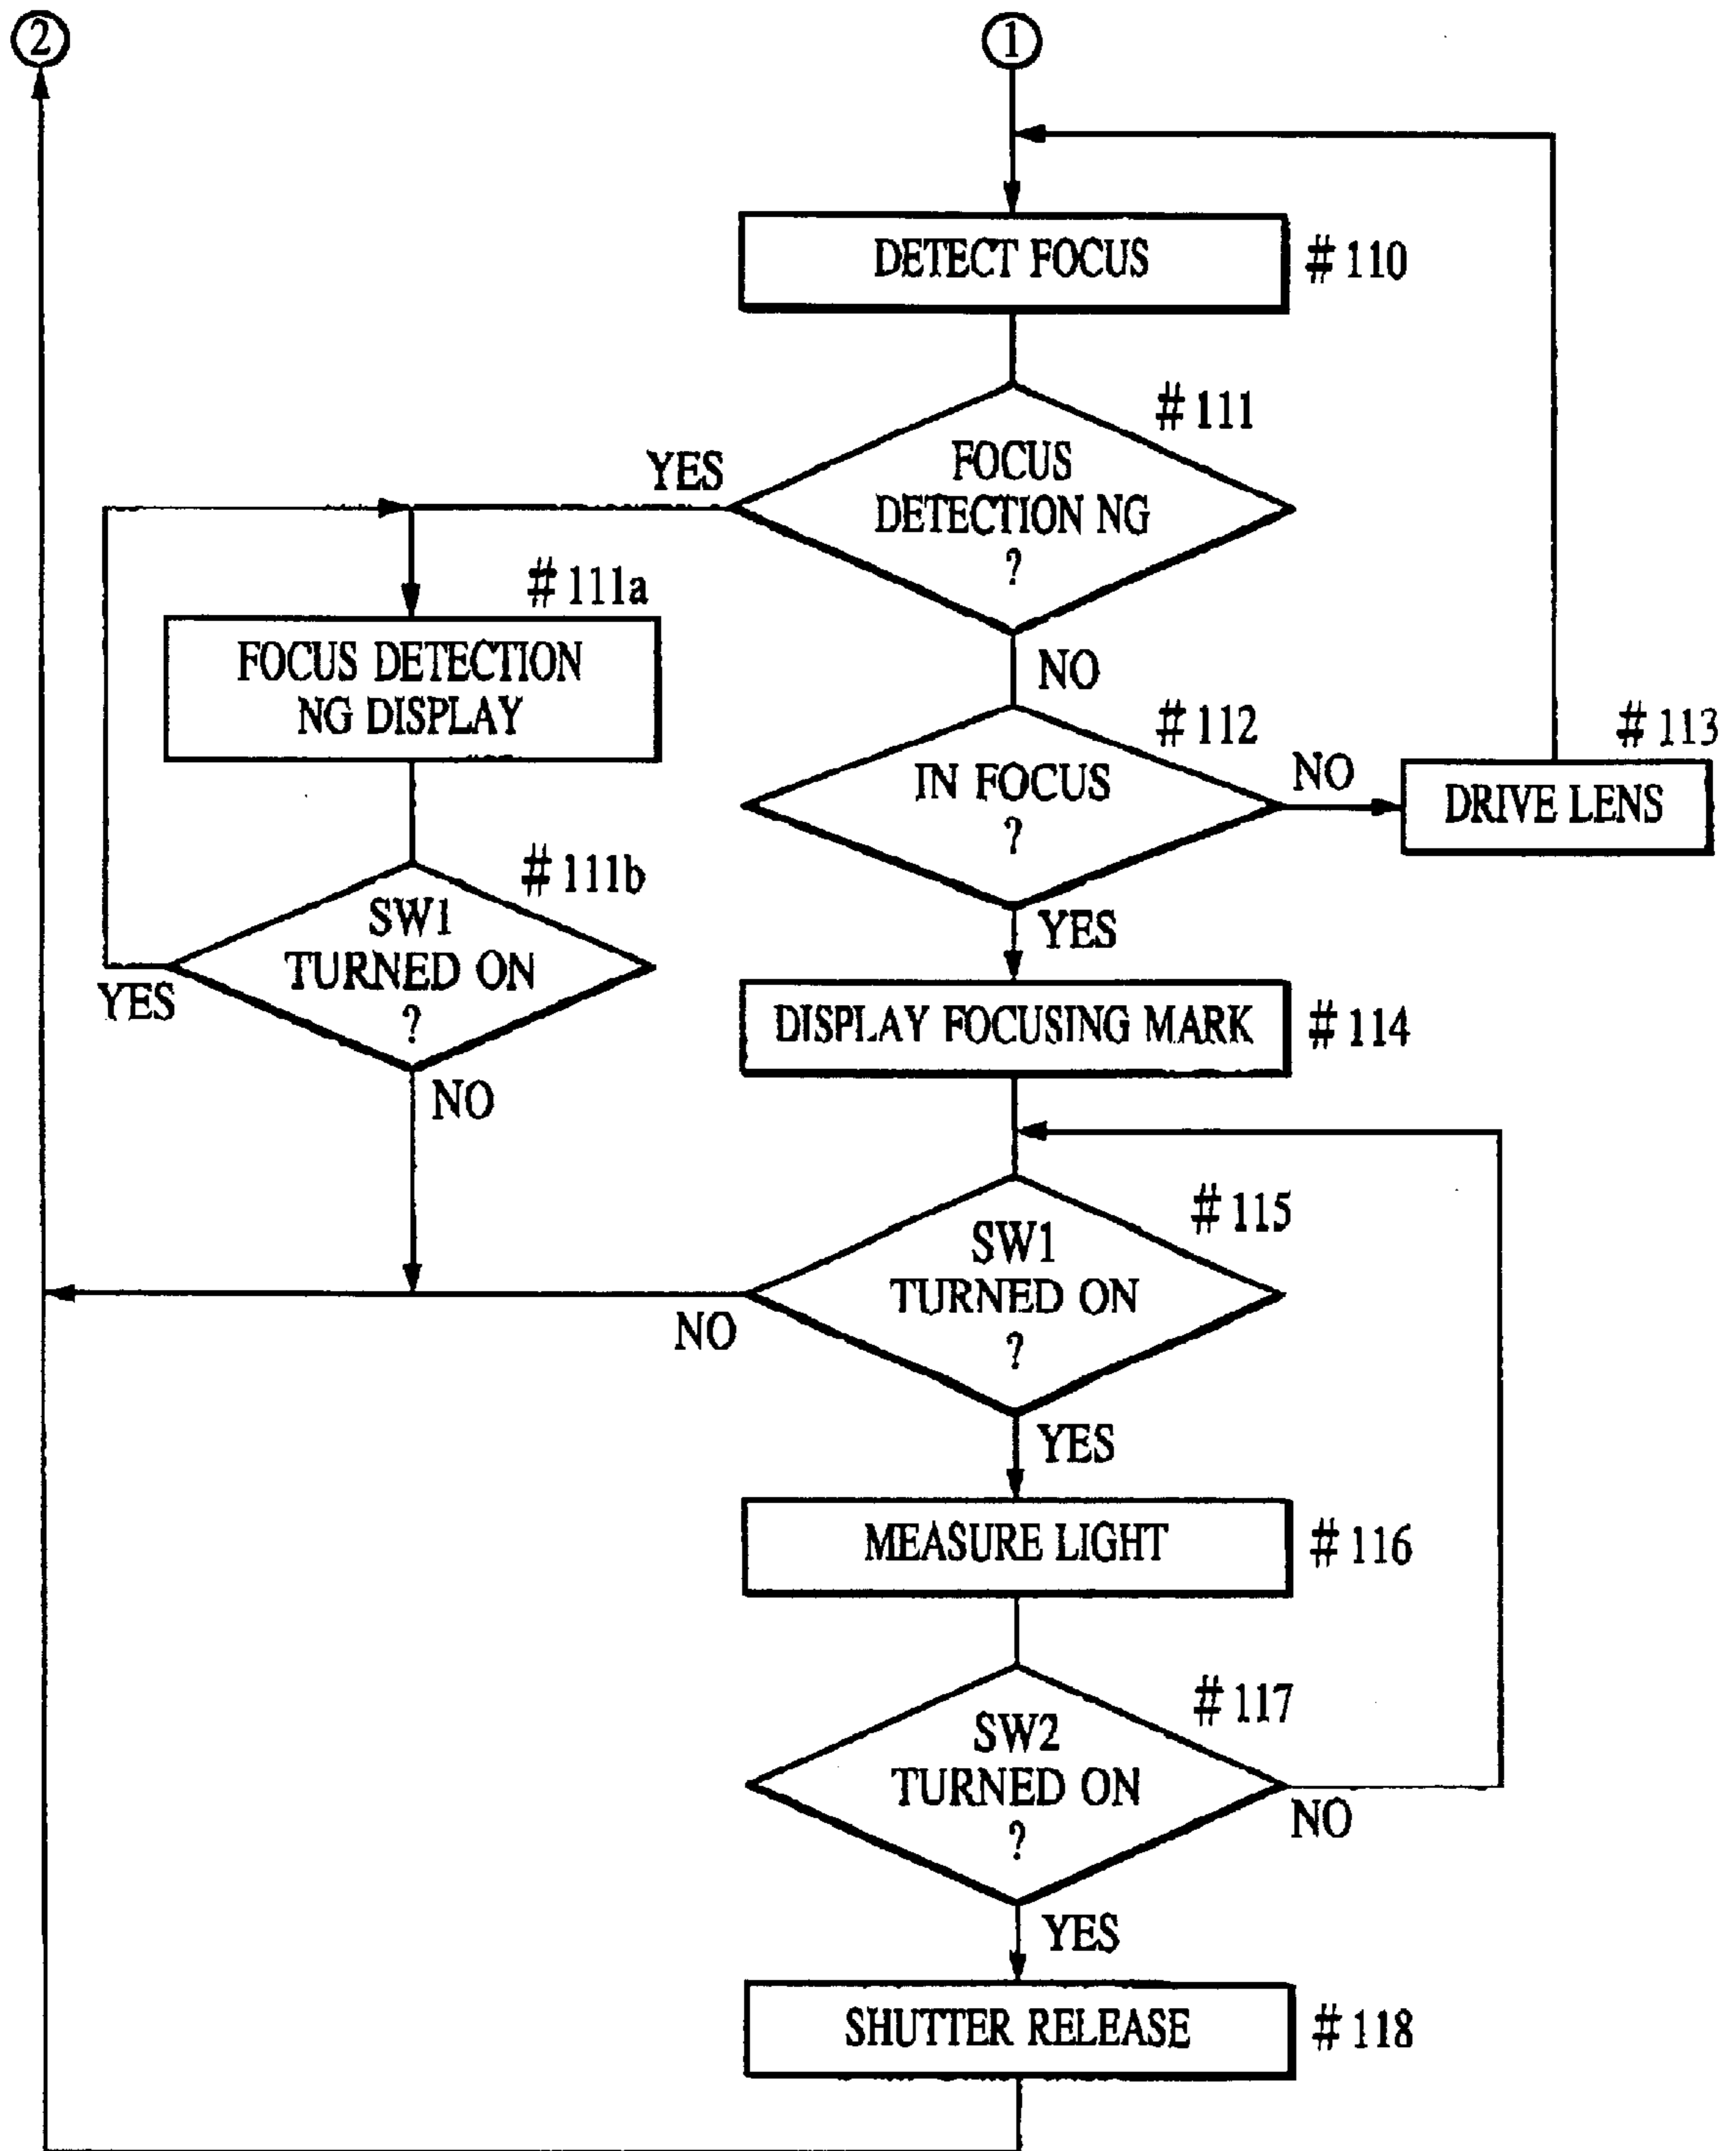 ②
①
DETECT FOCUS
# 110
# 111
FOCUS
DETECTION NG
?
YES
NO
# 111a
FOCUS DETECTION
NG DISPLAY
# 111b
SW1
TURNED ON
?
YES
NO
# 112
IN FOCUS
?
NO
YES
# 113
DRIVE LENS
DISPLAY FOCUSING MARK
# 114
# 115
SW1
TURNED ON
?
NO
YES
MEASURE LIGHT
# 116
# 117
SW2
TURNED ON
?
NO
YES
SHUTTER RELEASE
# 118